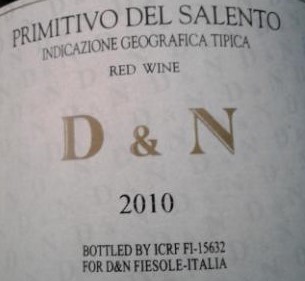 PRIMITIVO DEL SALENTO
INDICAZIONE GEOGRAFICA TIPICA
RED WINE
D & N
2010
BOTTLED BY ICRF FI-15632
FOR D&N FIESOLE-ITALIA